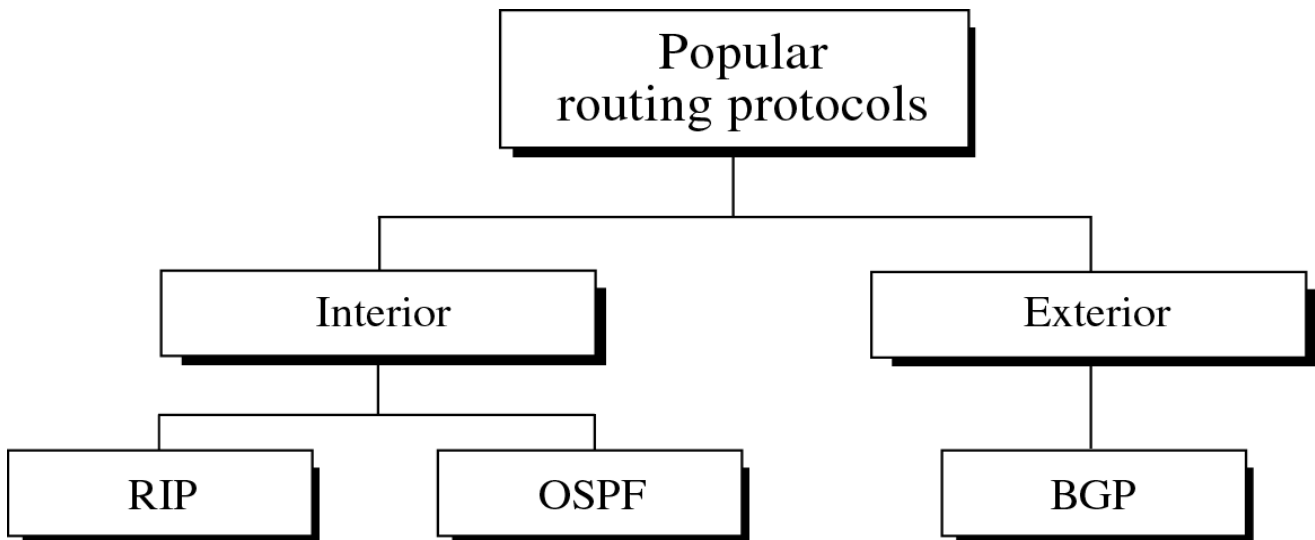 Popular
routing protocols
Interior
Exterior
RIP
OSPF
BGP